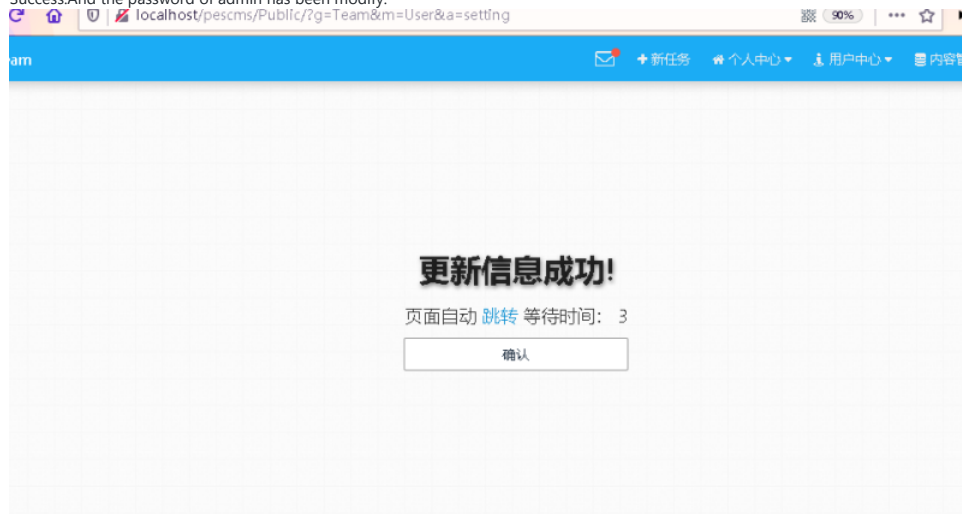 Success.And the password of admin has been modify.
localhost/pescms/Public/?g=Team&m=User&a=setting
90%
eam
新任务 个人中心 用户中心 内容
更新信息成功!
页面自动 跳转 等待时间: 3
确认